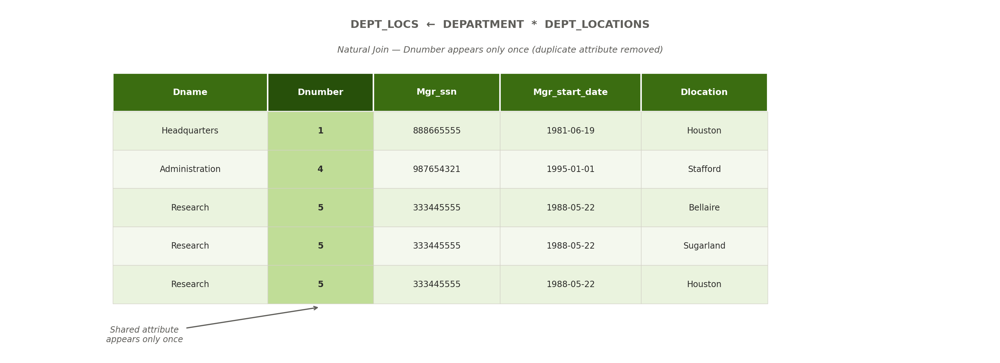 DEPT_LOCS ← DEPARTMENT * DEPT_LOCATIONS
Natural Join — Dnumber appears only once (duplicate attribute removed)
Dname Dnumber Mgr_ssn Mgr_start_date Dlocation
Headquarters 1 888665555 1981-06-19 Houston
Administration 4 987654321 1995-01-01 Stafford
Research 5 333445555 1988-05-22 Bellaire
Research 5 333445555 1988-05-22 Sugarland
Research 5 333445555 1988-05-22 Houston
Shared attribute
appears only once